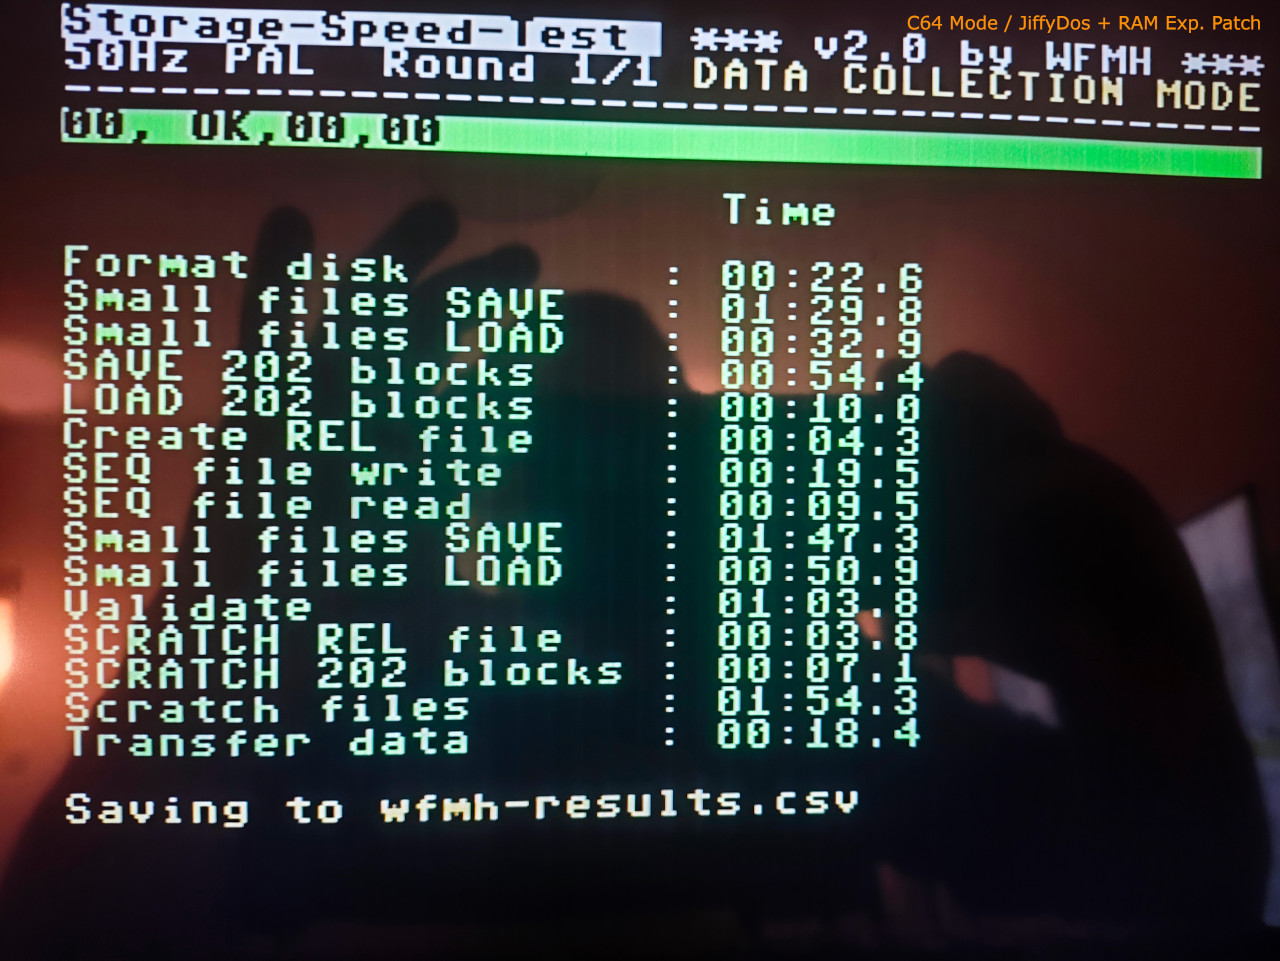 C64 Mode / JiffyDos + RAM Exp. Patch
Storage-Speed-Test *** v2.0 by WFMH ***
50Hz PAL Round 1/1 DATA COLLECTION MODE
---------------------------------------
00, OK,00,00
Time
Format disk : 00:22.6
Small files SAVE : 01:29.8
Small files LOAD : 00:32.9
SAVE 202 blocks : 00:54.4
LOAD 202 blocks : 00:10.0
Create REL file : 00:04.3
SEQ file write : 00:19.5
SEQ file read : 00:09.5
Small files SAVE : 01:47.3
Small files LOAD : 00:50.9
Validate : 01:03.8
SCRATCH REL file : 00:03.8
SCRATCH 202 blocks : 00:07.1
Scratch files : 01:54.3
Transfer data : 00:18.4
Saving to wfmh-results.csv